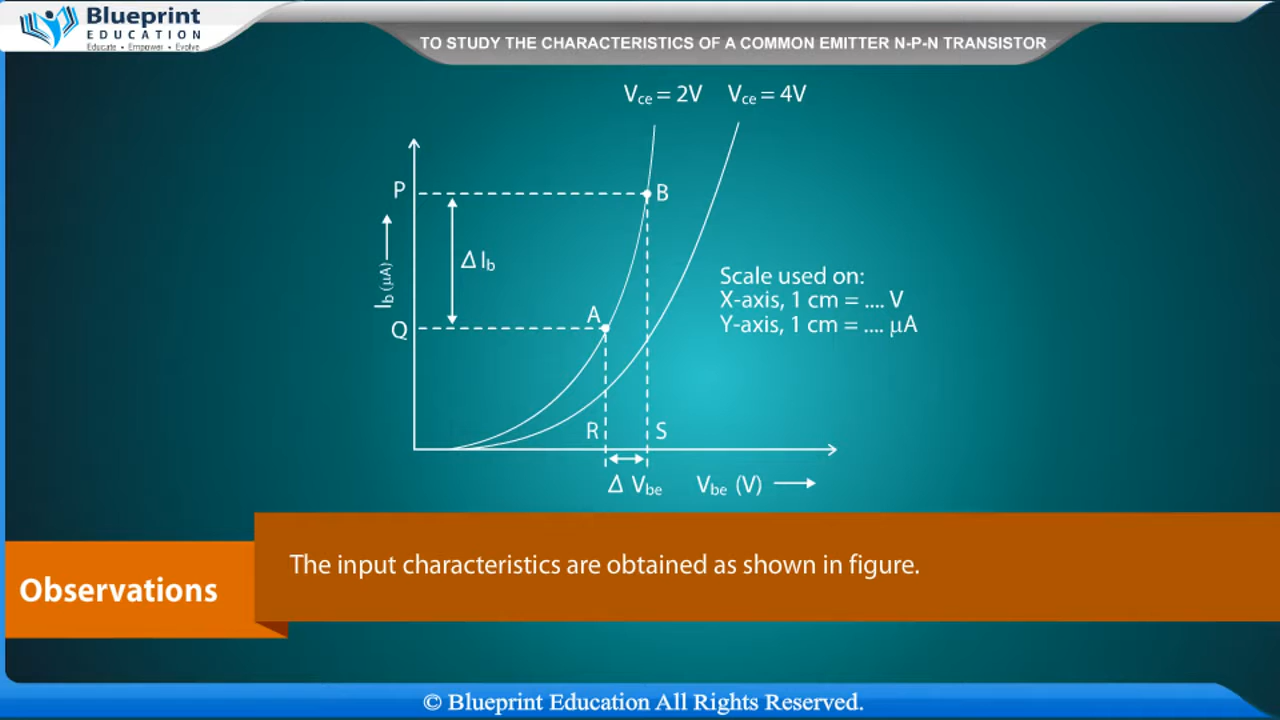 Blueprint
EDUCATION
Educate • Empower • Evolve
TO STUDY THE CHARACTERISTICS OF A COMMON EMITTER N-P-N TRANSISTOR
Vce = 2V Vce = 4V
P
B
Δ Ib
Ib (μA)
Scale used on:
X-axis, 1 cm = .... V
Y-axis, 1 cm = .... μA
A
Q
R S
Δ Vbe Vbe (V)
The input characteristics are obtained as shown in figure.
Observations
© Blueprint Education All Rights Reserved.